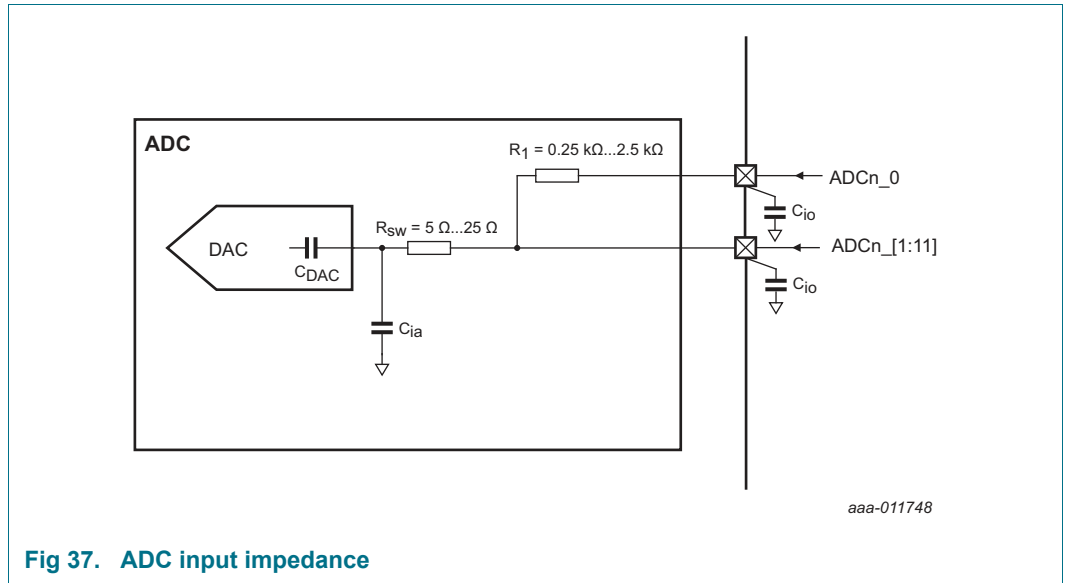 ADC
R1 = 0.25 kΩ...2.5 kΩ
ADCn_0
Cio
Rsw = 5 Ω...25 Ω
DAC
CDAC
ADCn_[1:11]
Cio
Cia
aaa-011748
Fig 37. ADC input impedance